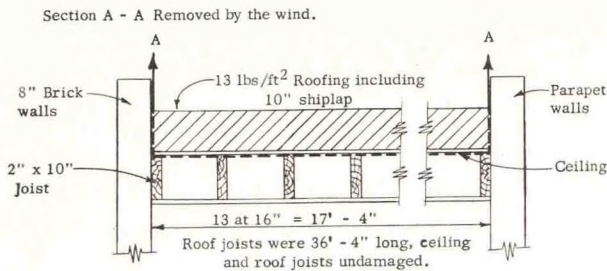 Section A - A Removed by the wind.
A
A
8" Brick
walls
13 lbs/ft² Roofing including
10" shiplap
Parapet
walls
2" x 10"
Joist
Ceiling
13 at 16" = 17' - 4"
Roof joists were 36' - 4" long, ceiling
and roof joists undamaged.